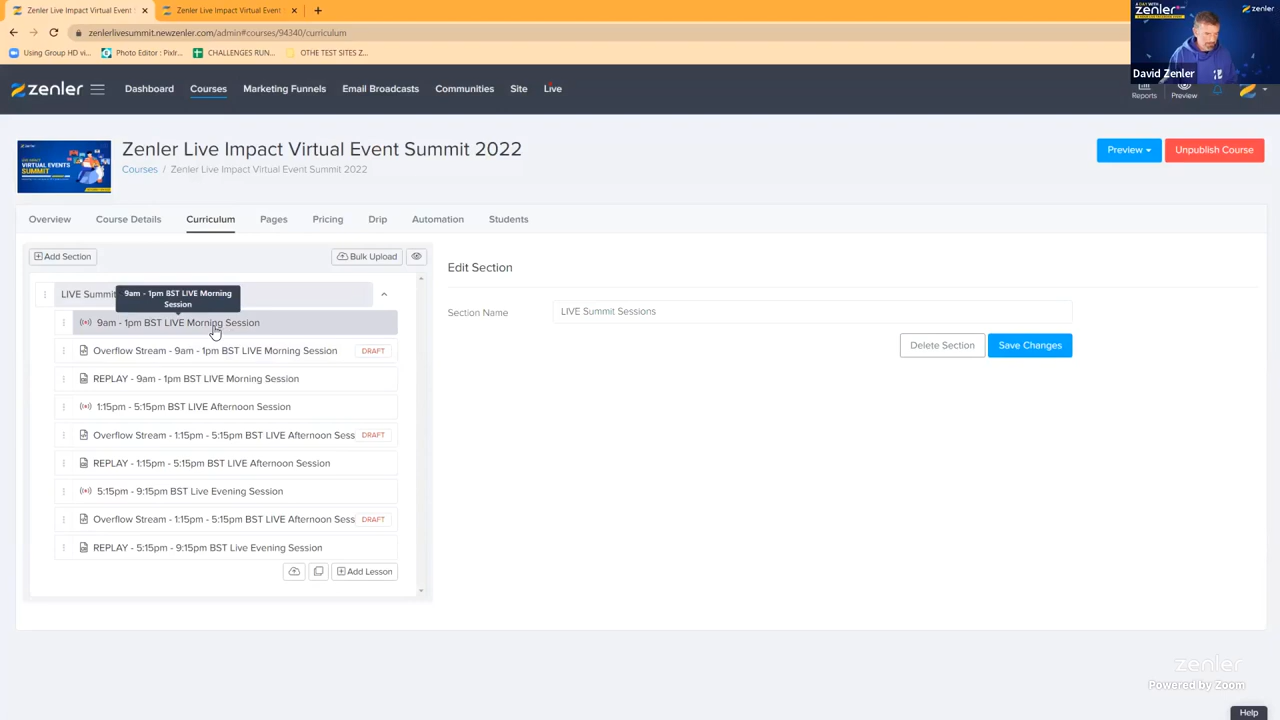 Zenler Live Impact Virtual Event S
Zenler Live Impact Virtual Event S
zenlerlivesummit.newzenler.com/admin#courses/94340/curriculum
Using Group HD vi...
Photo Editor : Pixlr...
CHALLENGES RUN...
OTHE TEST SITES Z...
A DAY WITH
zenler
zenler
David Zenler
zenler
Dashboard
Courses
Marketing Funnels
Email Broadcasts
Communities
Site
Live
Reports
Preview
VIRTUAL EVENTS
SUMMIT
Zenler Live Impact Virtual Event Summit 2022
Courses / Zenler Live Impact Virtual Event Summit 2022
Preview
Unpublish Course
Overview
Course Details
Curriculum
Pages
Pricing
Drip
Automation
Students
Add Section
Bulk Upload
LIVE Summit
9am - 1pm BST LIVE Morning
Session
9am - 1pm BST LIVE Morning Session
Overflow Stream - 9am - 1pm BST LIVE Morning Session
DRAFT
REPLAY - 9am - 1pm BST LIVE Morning Session
1:15pm - 5:15pm BST LIVE Afternoon Session
Overflow Stream - 1:15pm - 5:15pm BST LIVE Afternoon Sess
DRAFT
REPLAY - 1:15pm - 5:15pm BST LIVE Afternoon Session
5:15pm - 9:15pm BST Live Evening Session
Overflow Stream - 1:15pm - 5:15pm BST LIVE Afternoon Sess
DRAFT
REPLAY - 5:15pm - 9:15pm BST Live Evening Session
Add Lesson
Edit Section
Section Name
LIVE Summit Sessions
Delete Section
Save Changes
zenler
Powered by Zoom
Help